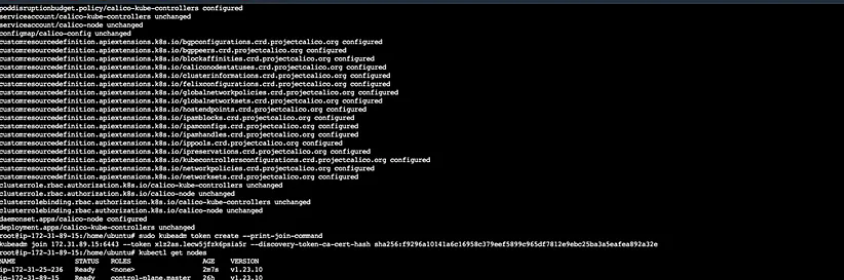 poddisruptionbudget.policy/calico-kube-controllers configured
serviceaccount/calico-kube-controllers unchanged
serviceaccount/calico-node unchanged
configmap/calico-config unchanged
customresourcedefinition.apiextensions.k8s.io/bgpconfigurations.crd.projectcalico.org configured
customresourcedefinition.apiextensions.k8s.io/bgppeers.crd.projectcalico.org configured
customresourcedefinition.apiextensions.k8s.io/blockaffinities.crd.projectcalico.org configured
customresourcedefinition.apiextensions.k8s.io/caliconodestatuses.crd.projectcalico.org configured
customresourcedefinition.apiextensions.k8s.io/clusterinformations.crd.projectcalico.org configured
customresourcedefinition.apiextensions.k8s.io/felixconfigurations.crd.projectcalico.org configured
customresourcedefinition.apiextensions.k8s.io/globalnetworkpolicies.crd.projectcalico.org configured
customresourcedefinition.apiextensions.k8s.io/globalnetworksets.crd.projectcalico.org configured
customresourcedefinition.apiextensions.k8s.io/hostendpoints.crd.projectcalico.org configured
customresourcedefinition.apiextensions.k8s.io/ipamblocks.crd.projectcalico.org configured
customresourcedefinition.apiextensions.k8s.io/ipamconfigs.crd.projectcalico.org configured
customresourcedefinition.apiextensions.k8s.io/ipamhandles.crd.projectcalico.org configured
customresourcedefinition.apiextensions.k8s.io/ippools.crd.projectcalico.org configured
customresourcedefinition.apiextensions.k8s.io/ipreservations.crd.projectcalico.org configured
customresourcedefinition.apiextensions.k8s.io/kubecontrollersconfigurations.crd.projectcalico.org configured
customresourcedefinition.apiextensions.k8s.io/networkpolicies.crd.projectcalico.org configured
customresourcedefinition.apiextensions.k8s.io/networksets.crd.projectcalico.org configured
clusterrole.rbac.authorization.k8s.io/calico-kube-controllers unchanged
clusterrole.rbac.authorization.k8s.io/calico-node unchanged
clusterrolebinding.rbac.authorization.k8s.io/calico-kube-controllers unchanged
clusterrolebinding.rbac.authorization.k8s.io/calico-node unchanged
daemonset.apps/calico-node configured
deployment.apps/calico-kube-controllers unchanged
root@ip-172-31-89-15:/home/ubuntu# sudo kubeadm token create --print-join-command
kubeadm join 172.31.89.15:6443 --token --discovery-token-ca-cert-hash
root@ip-172-31-89-15:/home/ubuntu# kubectl get nodes
NAME STATUS ROLES AGE VERSION
ip-172-31-25-236 Ready <none> 2m7s v1.23.10
ip-172-31-89-15 Ready control-plane,master 26h v1.23.10